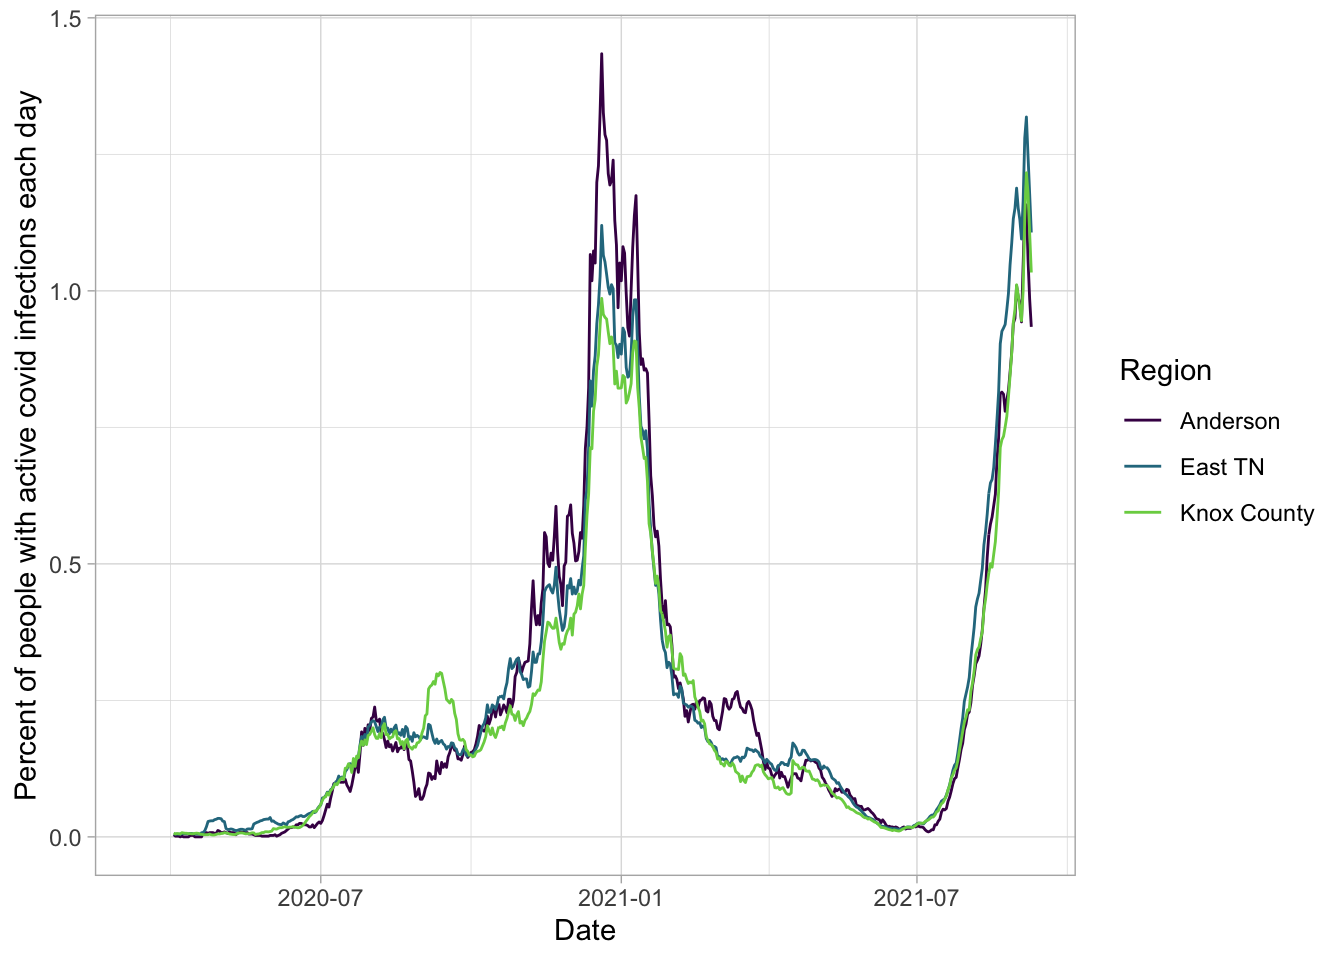 Percent of people with active covid infections each day
1.5
1.0
0.5
0.0
2020-07
2021-01
2021-07
Date
Region
Anderson
East TN
Knox County